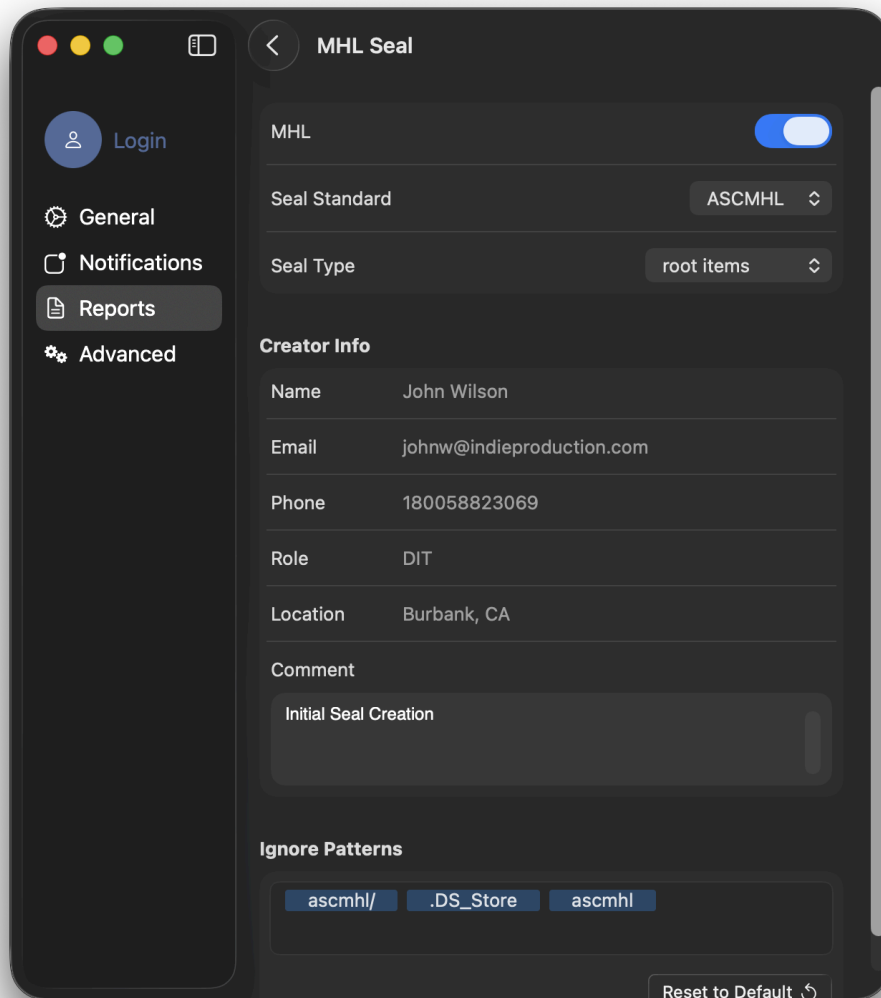 MHL Seal
Login
General
Notifications
Reports
Advanced
MHL
Seal Standard ASCMHL
Seal Type root items
Creator Info
Name John Wilson
Email johnw@indieproduction.com
Phone 180058823069
Role DIT
Location Burbank, CA
Comment
Initial Seal Creation
Ignore Patterns
ascmhl/ .DS_Store ascmhl
Reset to Default